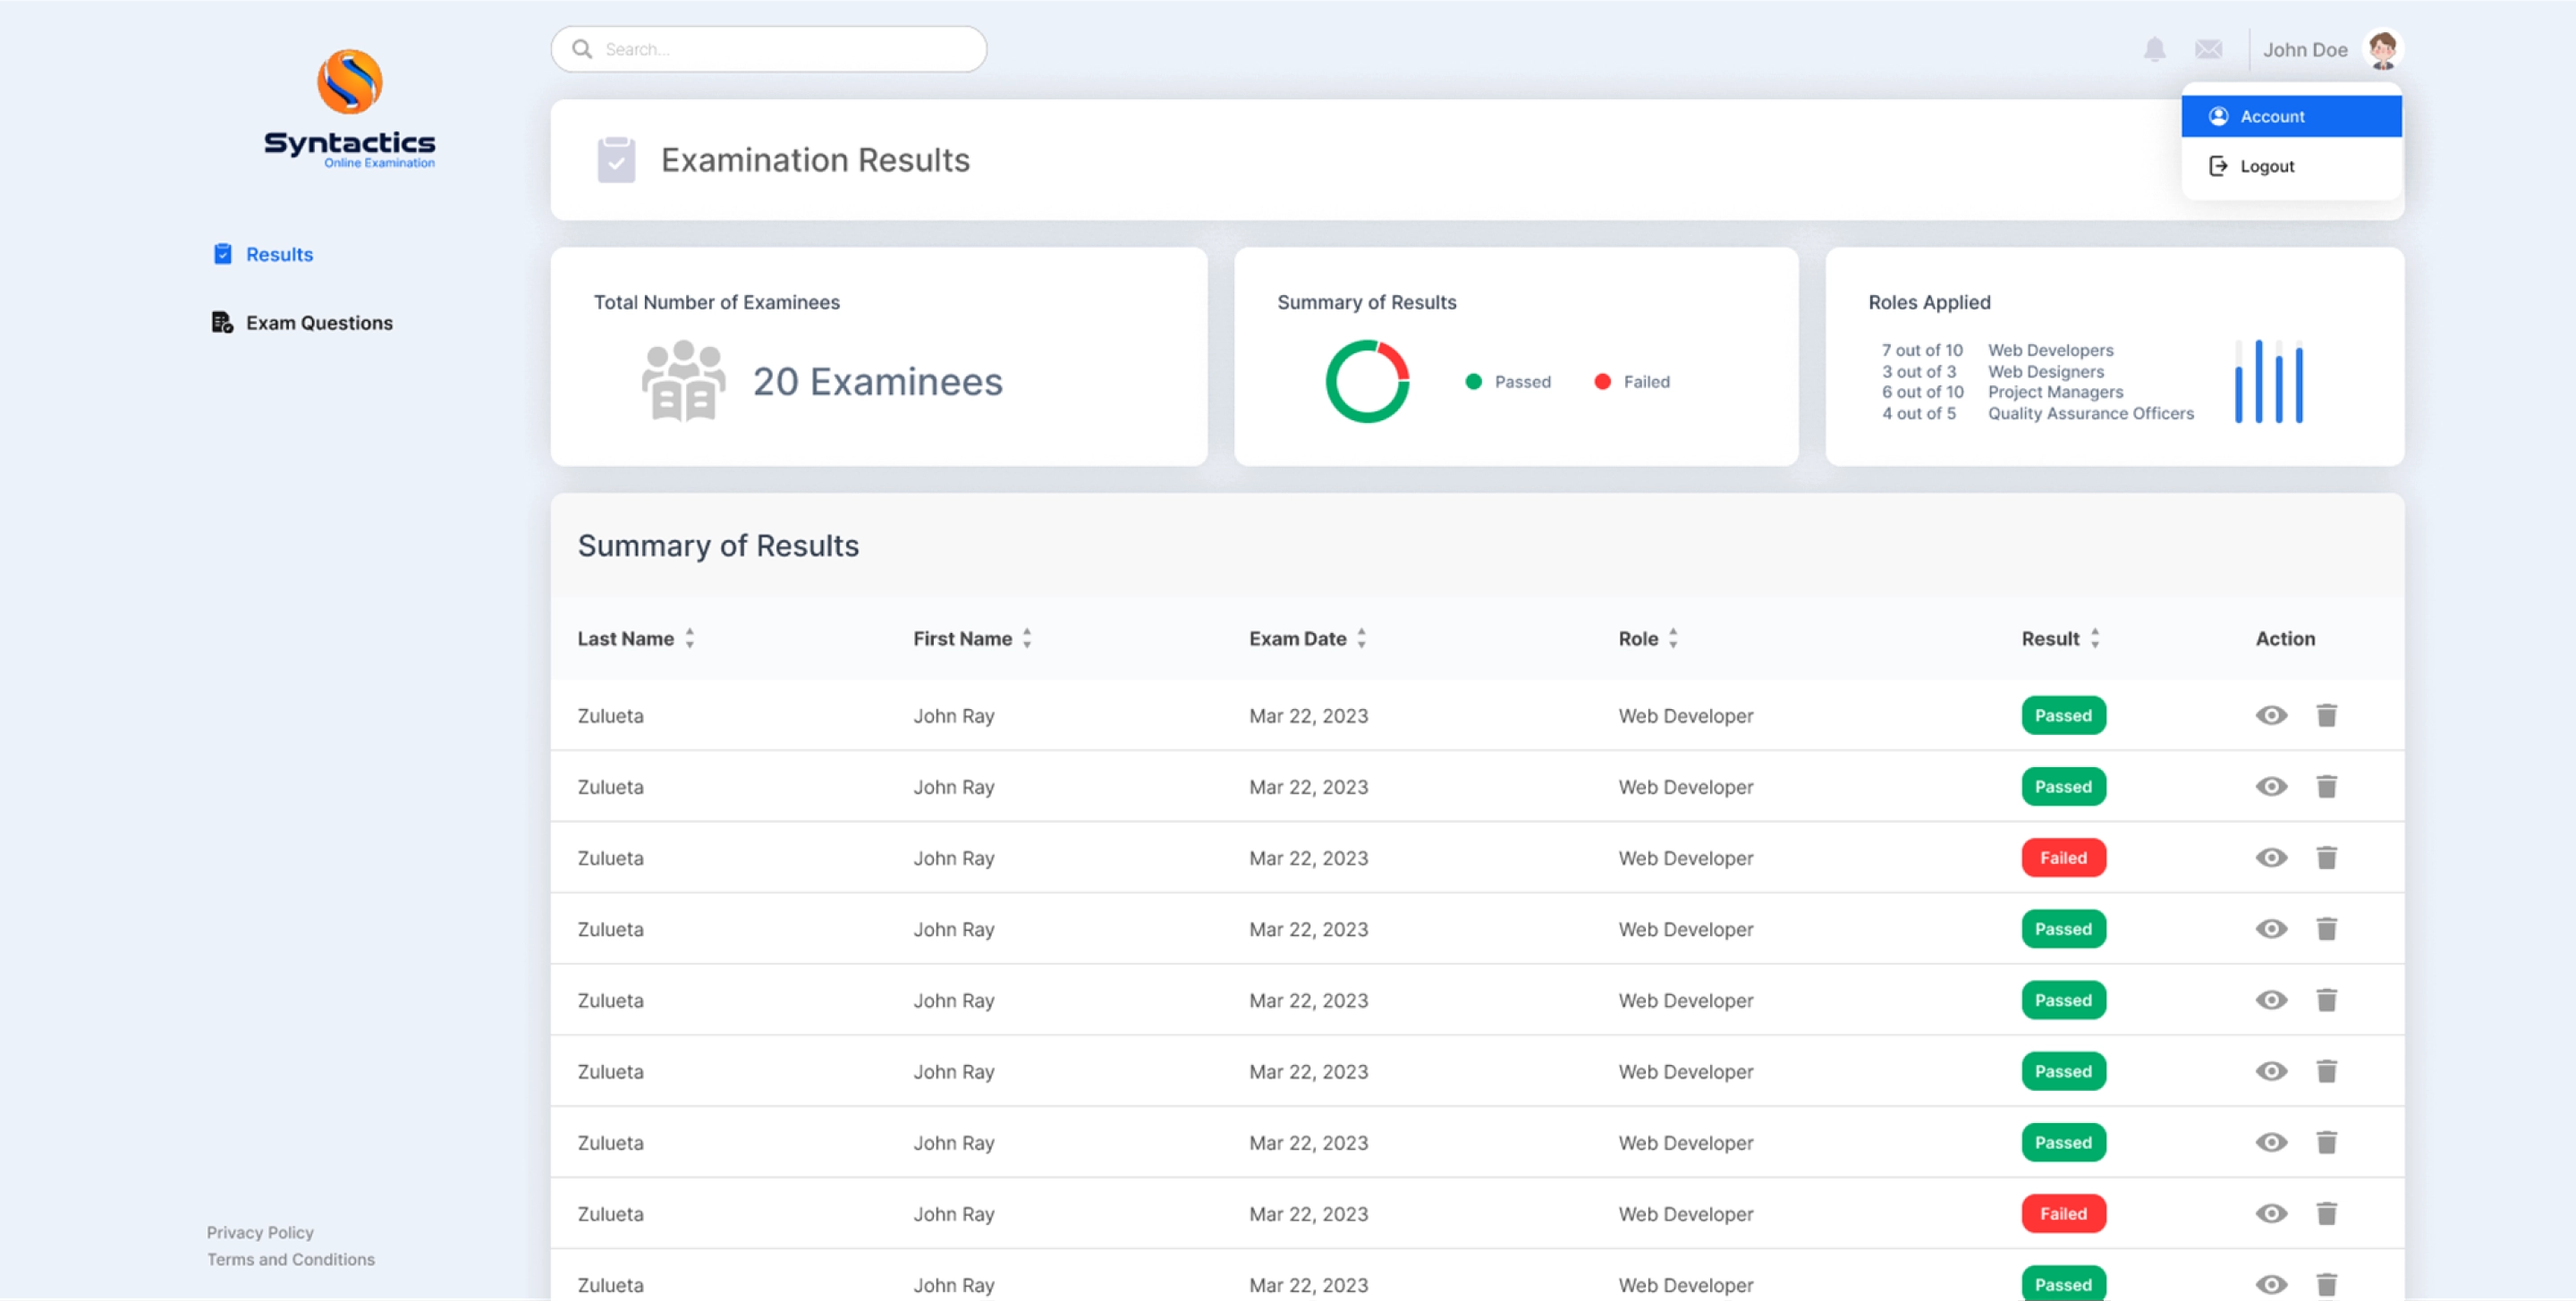 Syntactics
Online Examination
Results
Exam Questions
Privacy Policy
Terms and Conditions
Search...
John Doe
Account
Logout
Examination Results
Total Number of Examinees
20 Examinees
Summary of Results
Passed Failed
Roles Applied
7 out of 10 Web Developers
3 out of 3 Web Designers
6 out of 10 Project Managers
4 out of 5 Quality Assurance Officers
Summary of Results
Last Name First Name Exam Date Role Result Action
Zulueta John Ray Mar 22, 2023 Web Developer Passed
Zulueta John Ray Mar 22, 2023 Web Developer Passed
Zulueta John Ray Mar 22, 2023 Web Developer Failed
Zulueta John Ray Mar 22, 2023 Web Developer Passed
Zulueta John Ray Mar 22, 2023 Web Developer Passed
Zulueta John Ray Mar 22, 2023 Web Developer Passed
Zulueta John Ray Mar 22, 2023 Web Developer Passed
Zulueta John Ray Mar 22, 2023 Web Developer Failed
Zulueta John Ray Mar 22, 2023 Web Developer Passed